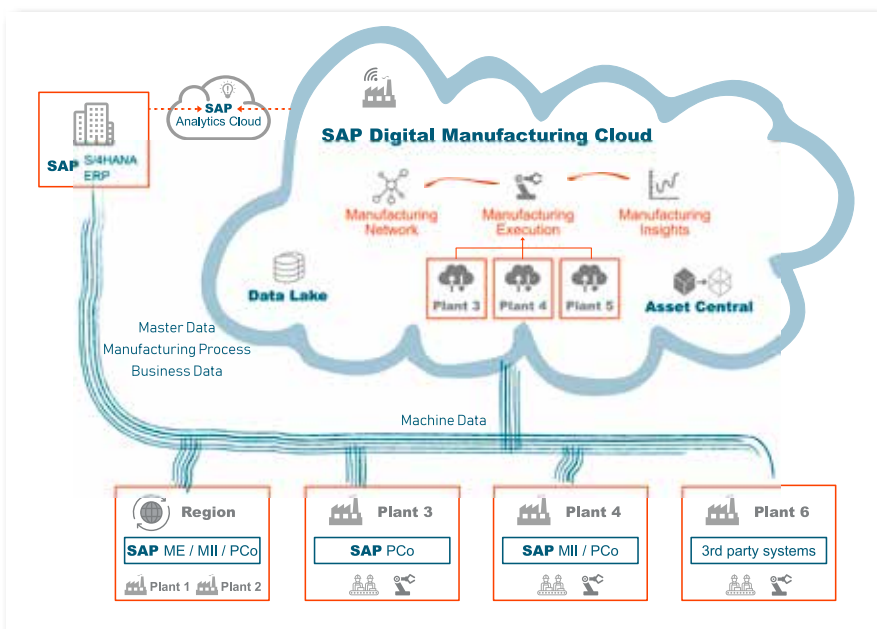 SAP
Analytics Cloud
SAP S/4HANA
ERP
SAP Digital Manufacturing Cloud
Manufacturing
Network
Manufacturing
Execution
Manufacturing
Insights
Data Lake
Plant 3
Plant 4
Plant 5
Asset Central
Master Data
Manufacturing Process
Business Data
Machine Data
Region
SAP ME / MII / PCo
Plant 1
Plant 2
Plant 3
SAP PCo
Plant 4
SAP MII / PCo
Plant 6
3rd party systems